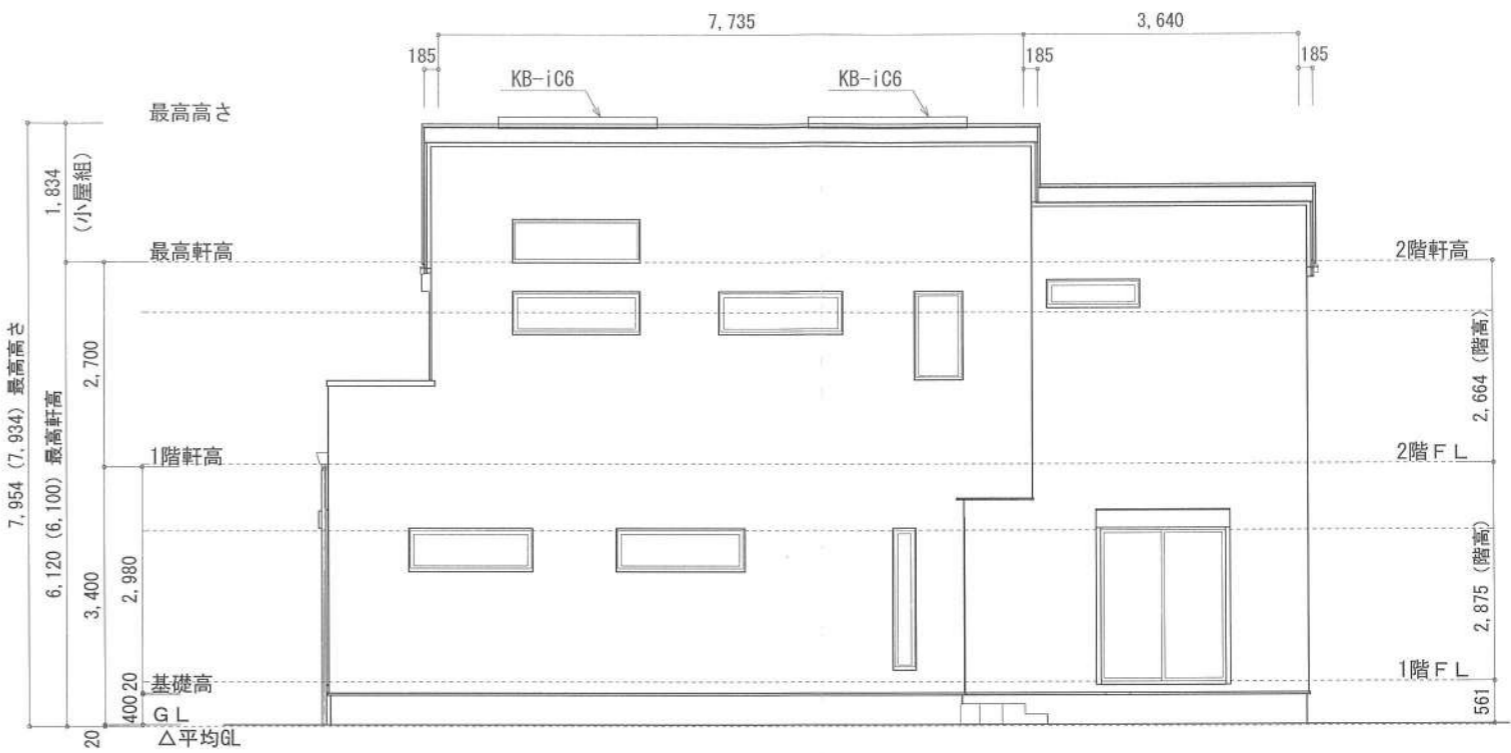 7,735
3,640
185
185
185
KB-iC6
KB-iC6
最高高さ
1,834
(小屋組)
最高軒高
2階軒高
2,700
7,954 (7,934) 最高高さ
6,120 (6,100) 最高軒高
2,664 (階高)
1階軒高
2階ＦＬ
3,400
2,980
2,875 (階高)
20
基礎高
1階ＦＬ
400
ＧＬ
561
20
△平均GL